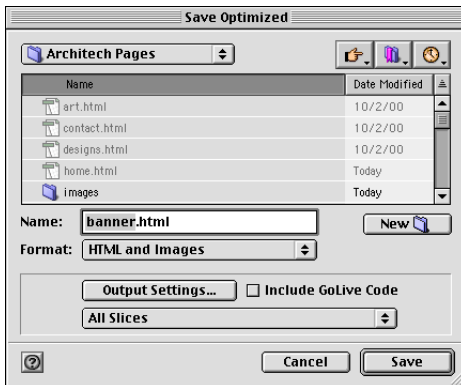 Save Optimized
Architech Pages
Name Date Modified
art.html 10/2/00
contact.html 10/2/00
designs.html 10/2/00
home.html Today
images Today
Name: banner.html New
Format: HTML and Images
Output Settings... Include GoLive Code
All Slices
? Cancel Save